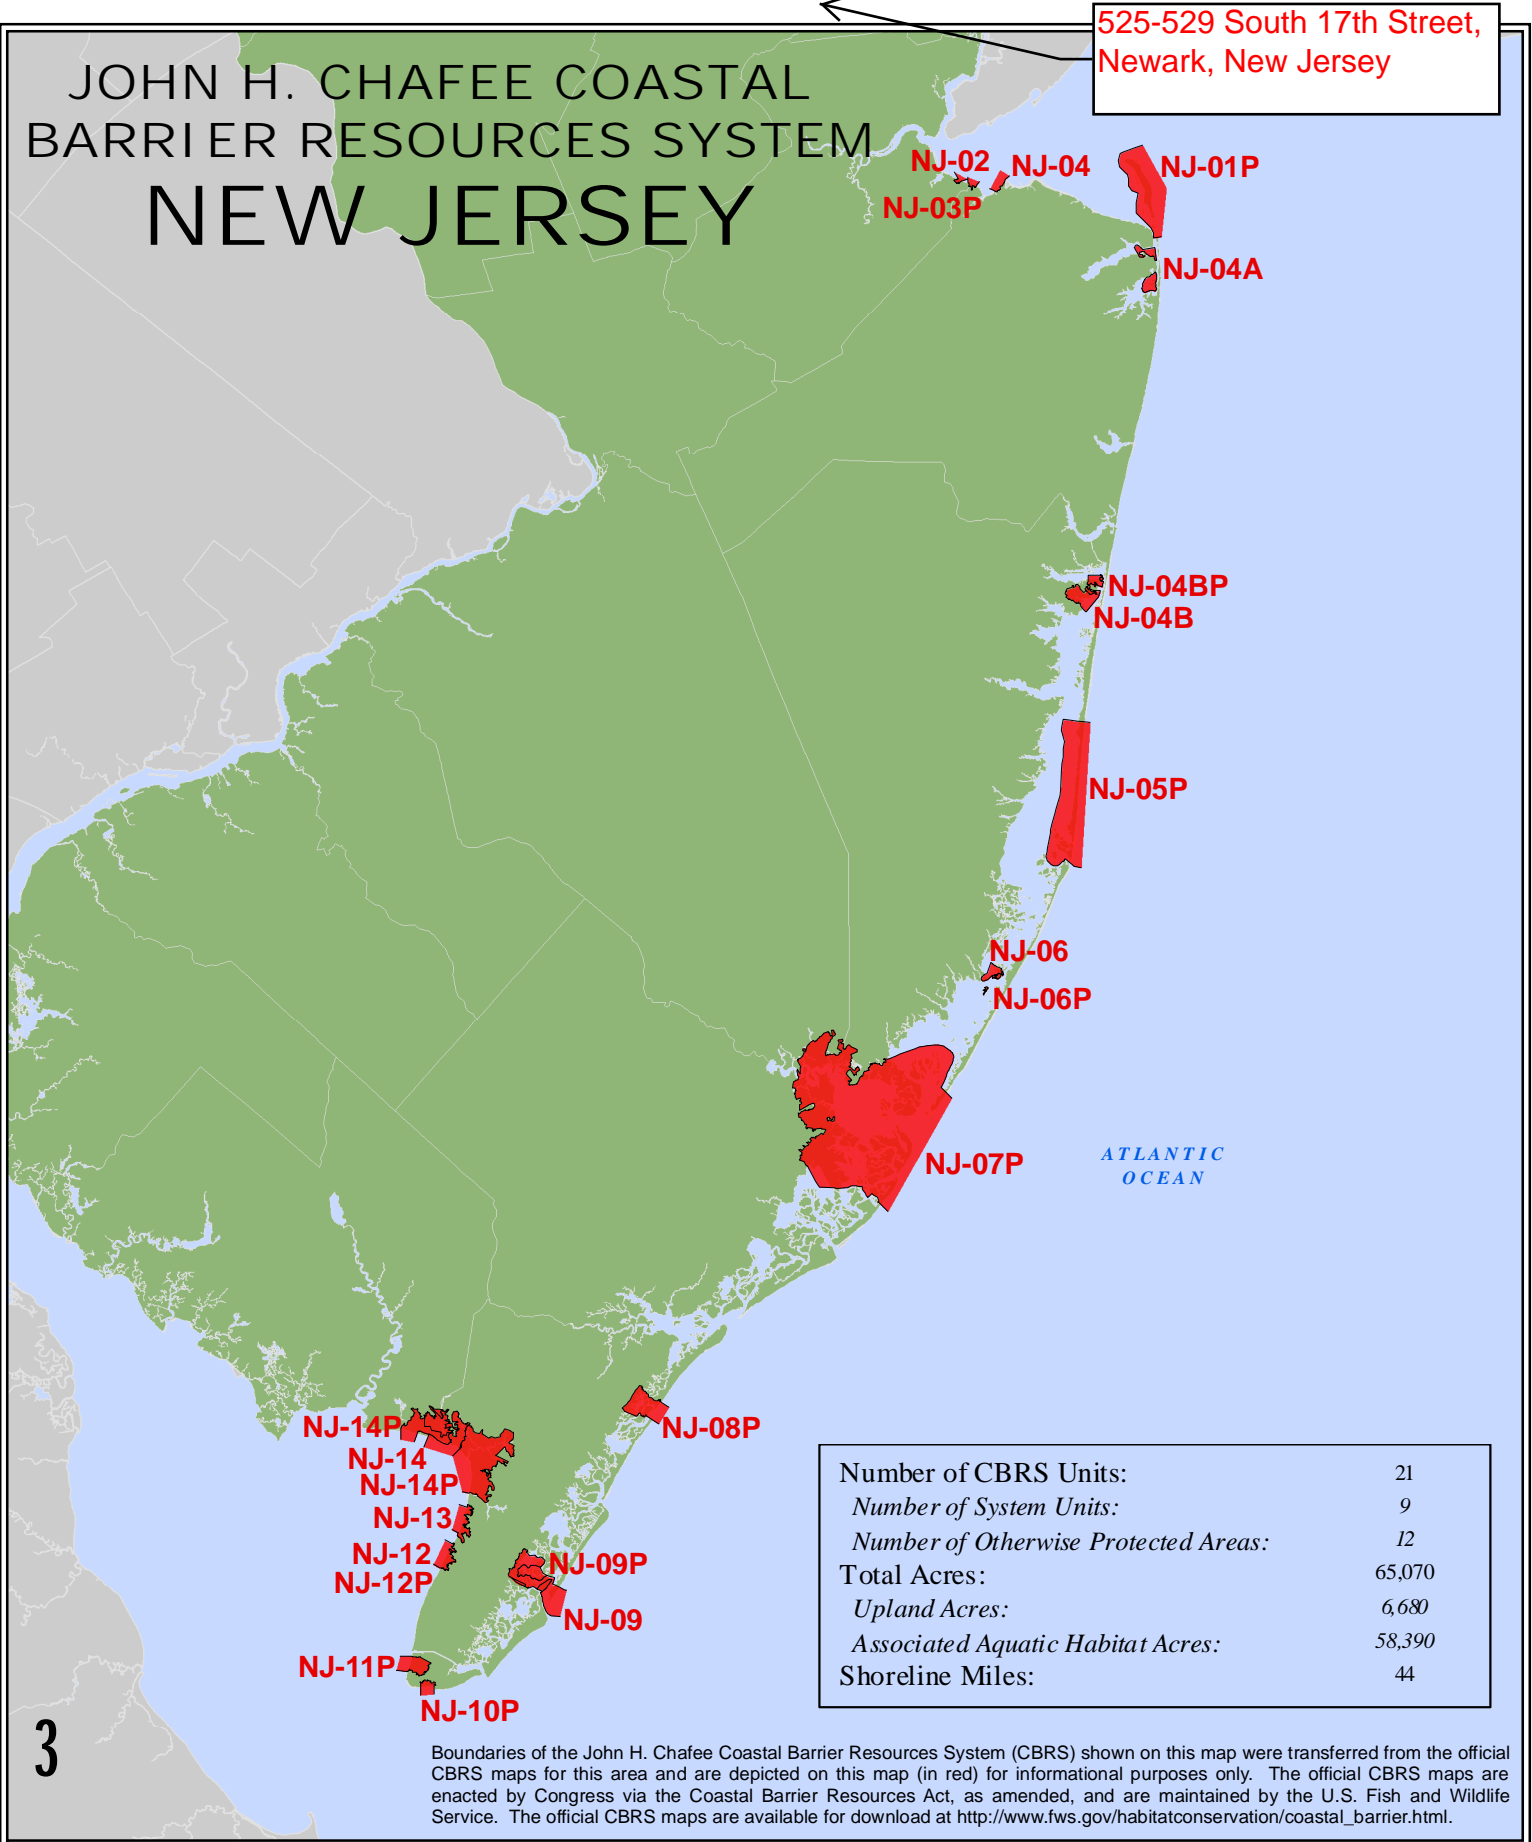 525-529 South 17th Street,
Newark, New Jersey
JOHN H. CHAFEE COASTAL
BARRIER RESOURCES SYSTEM
NEW JERSEY
NJ-02
NJ-04
NJ-01P
NJ-03P
NJ-04A
NJ-04BP
NJ-04B
NJ-05P
NJ-06
NJ-06P
NJ-07P
ATLANTIC
OCEAN
NJ-14P
NJ-08P
NJ-14
NJ-14P
NJ-13
NJ-12
NJ-09P
NJ-12P
NJ-09
NJ-11P
NJ-10P
Number of CBRS Units: 21
Number of System Units: 9
Number of Otherwise Protected Areas: 12
Total Acres: 65,070
Upland Acres: 6,680
Associated Aquatic Habitat Acres: 58,390
Shoreline Miles: 44
3
Boundaries of the John H. Chafee Coastal Barrier Resources System (CBRS) shown on this map were transferred from the official
CBRS maps for this area and are depicted on this map (in red) for informational purposes only. The official CBRS maps are
enacted by Congress via the Coastal Barrier Resources Act, as amended, and are maintained by the U.S. Fish and Wildlife
Service. The official CBRS maps are available for download at http://www.fws.gov/habitatconservation/coastal_barrier.html.